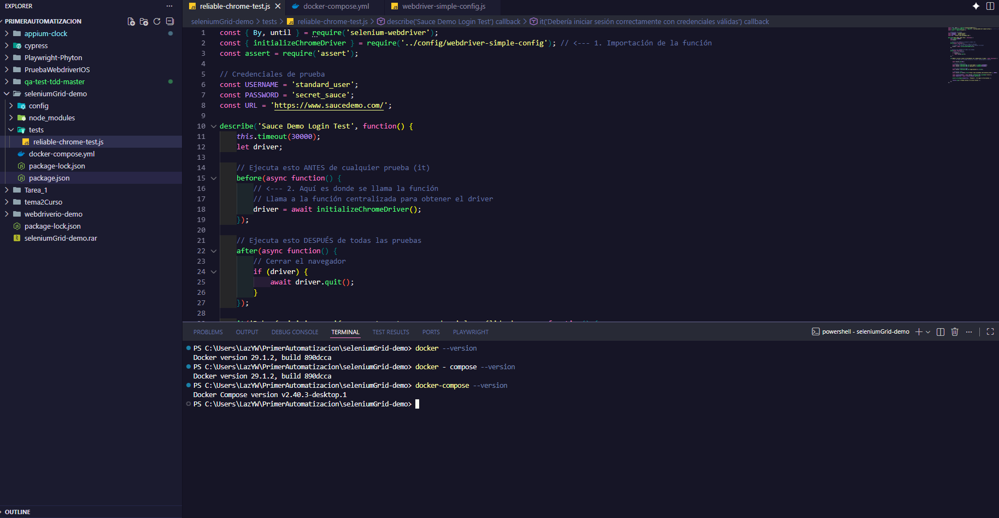 EXPLORER
PRIMERAUTOMATIZACION
appium-clock
cypress
Playwright-Phyton
PruebaWebdriverIOS
qa-test-tdd-master
seleniumGrid-demo
config
node_modules
tests
reliable-chrome-test.js
docker-compose.yml
package-lock.json
package.json
Tarea_1
tema2Curso
webdriverio-demo
package-lock.json
seleniumGrid-demo.rar
OUTLINE
reliable-chrome-test.js
docker-compose.yml
webdriver-simple-config.js
seleniumGrid-demo > tests > reliable-chrome-test.js > describe('Sauce Demo Login Test') callback > it('Debería iniciar sesión correctamente con credenciales válidas') callback
1 const { By, until } = require('selenium-webdriver');
2 const { initializeChromeDriver } = require('../config/webdriver-simple-config'); // <--- 1. Importación de la función
3 const assert = require('assert');
4
5 // Credenciales de prueba
6 const USERNAME = 'standard_user';
7 const PASSWORD = 'secret_sauce';
8 const URL = 'https://www.saucedemo.com/';
9
10 describe('Sauce Demo Login Test', function() {
11 this.timeout(30000);
12 let driver;
13
14 // Ejecuta esto ANTES de cualquier prueba (it)
15 before(async function() {
16 // <--- 2. Aquí es donde se llama la función
17 // Llama a la función centralizada para obtener el driver
18 driver = await initializeChromeDriver();
19 });
20
21 // Ejecuta esto DESPUÉS de todas las pruebas
22 after(async function() {
23 // Cerrar el navegador
24 if (driver) {
25 await driver.quit();
26 }
27 });
28
PROBLEMS OUTPUT DEBUG CONSOLE TERMINAL TEST RESULTS PORTS PLAYWRIGHT
powershell - seleniumGrid-demo
PS C:\Users\LazYW\PrimerAutomatizacion\seleniumGrid-demo> docker --version
Docker version 29.1.2, build 890dcca
PS C:\Users\LazYW\PrimerAutomatizacion\seleniumGrid-demo> docker - compose --version
Docker version 29.1.2, build 890dcca
PS C:\Users\LazYW\PrimerAutomatizacion\seleniumGrid-demo> docker-compose --version
Docker Compose version v2.40.3-desktop.1
PS C:\Users\LazYW\PrimerAutomatizacion\seleniumGrid-demo>